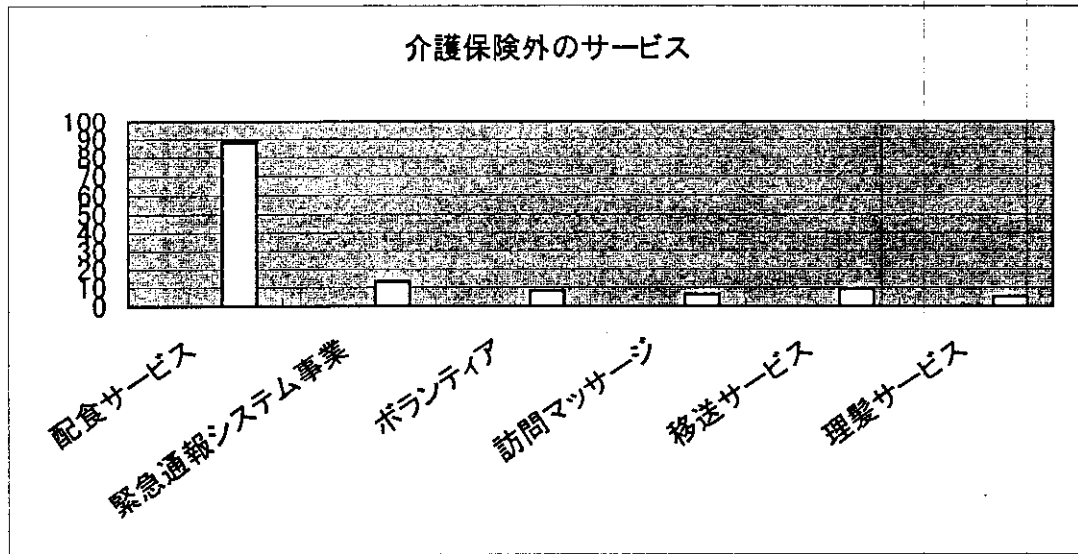 介護保険外のサービス
100
90
80
70
60
50
40
30
20
10
0
配食サービス
緊急通報システム事業
ボランティア
訪問マッサージ
移送サービス
理髪サービス